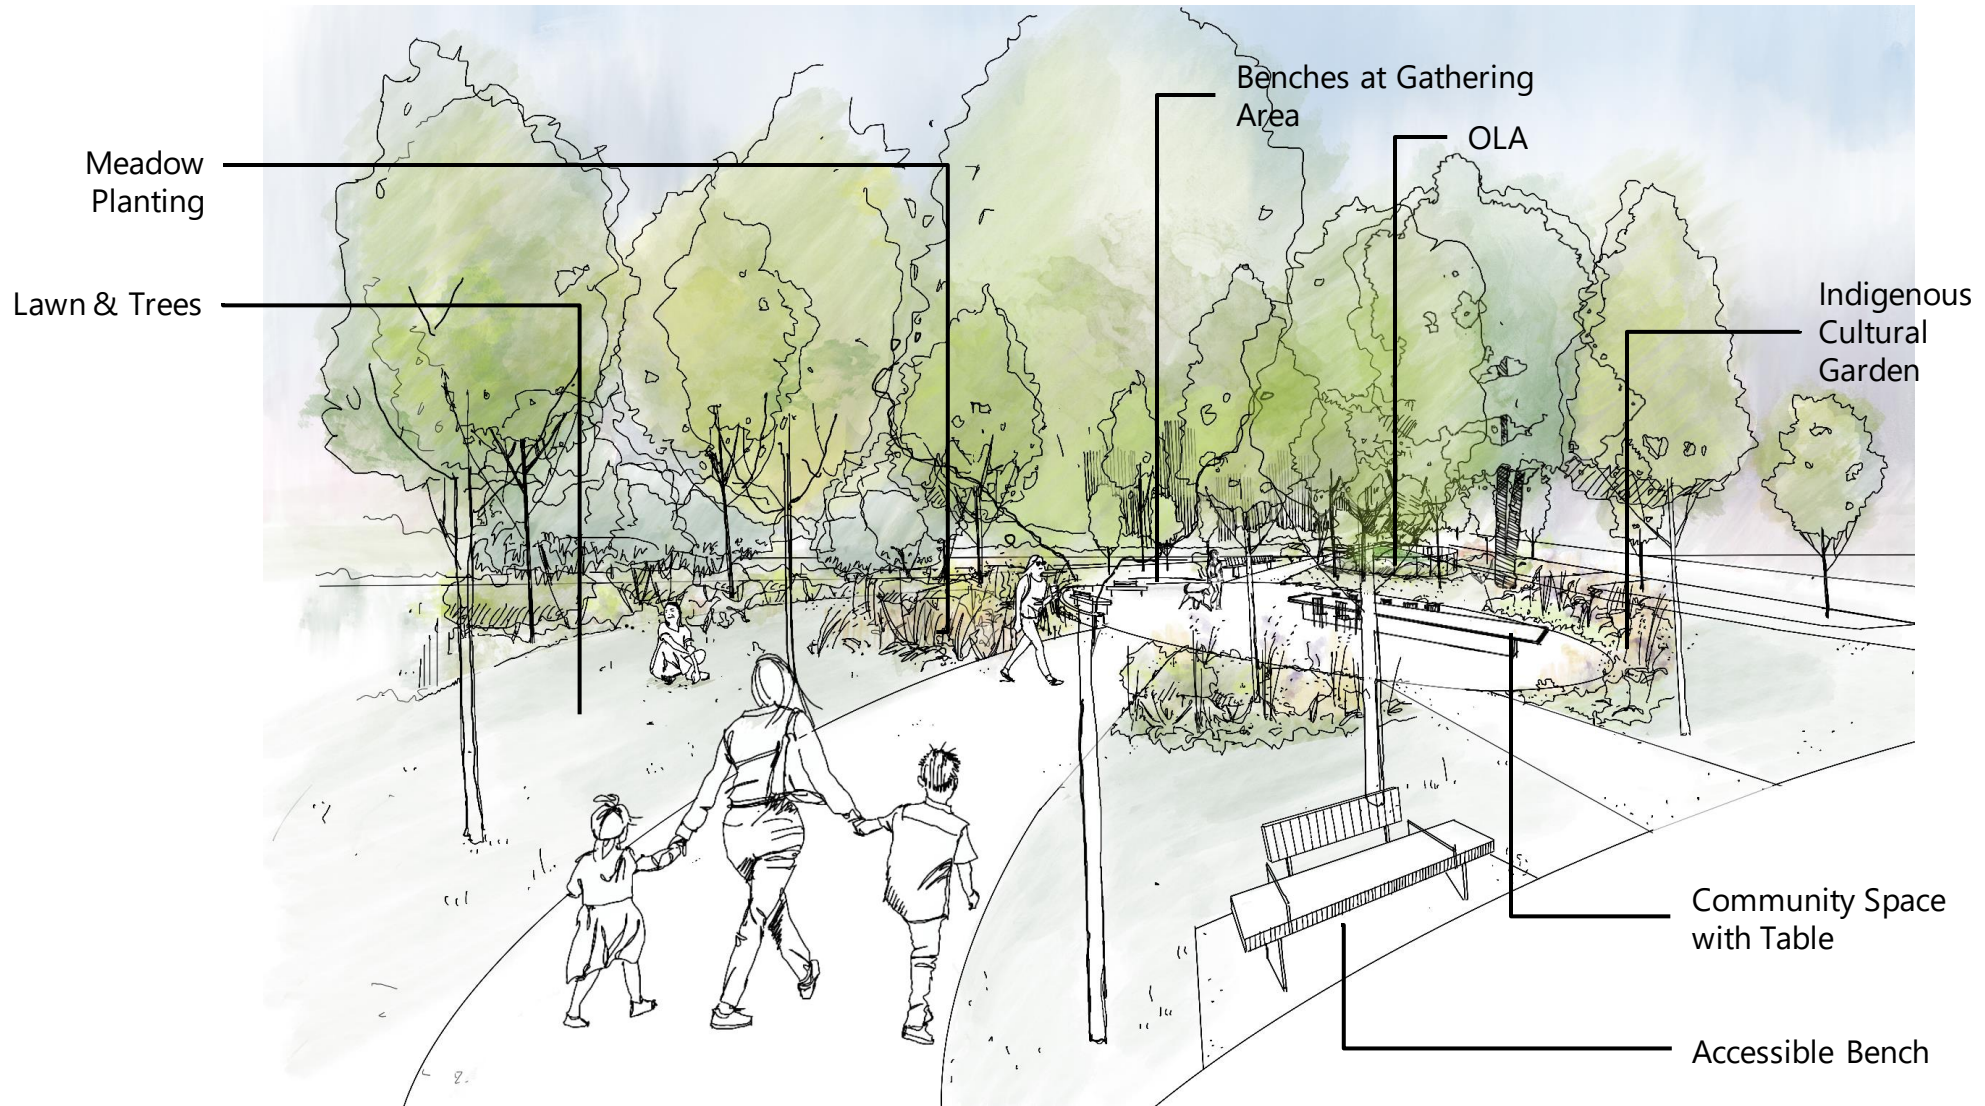 Benches at Gathering
Area
OLA
Meadow
Planting
Lawn & Trees
Indigenous
Cultural
Garden
Community Space
with Table
Accessible Bench